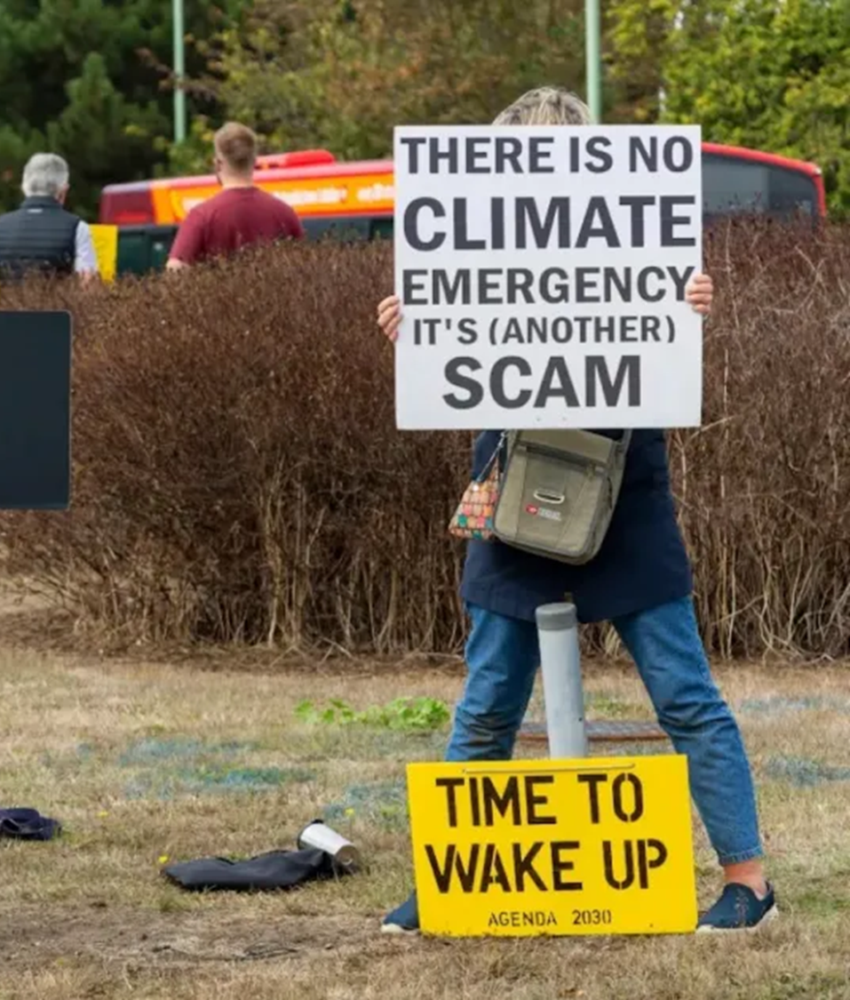 THERE IS NO
CLIMATE
EMERGENCY
IT'S (ANOTHER)
SCAM
TIME TO
WAKE UP
AGENDA 2030